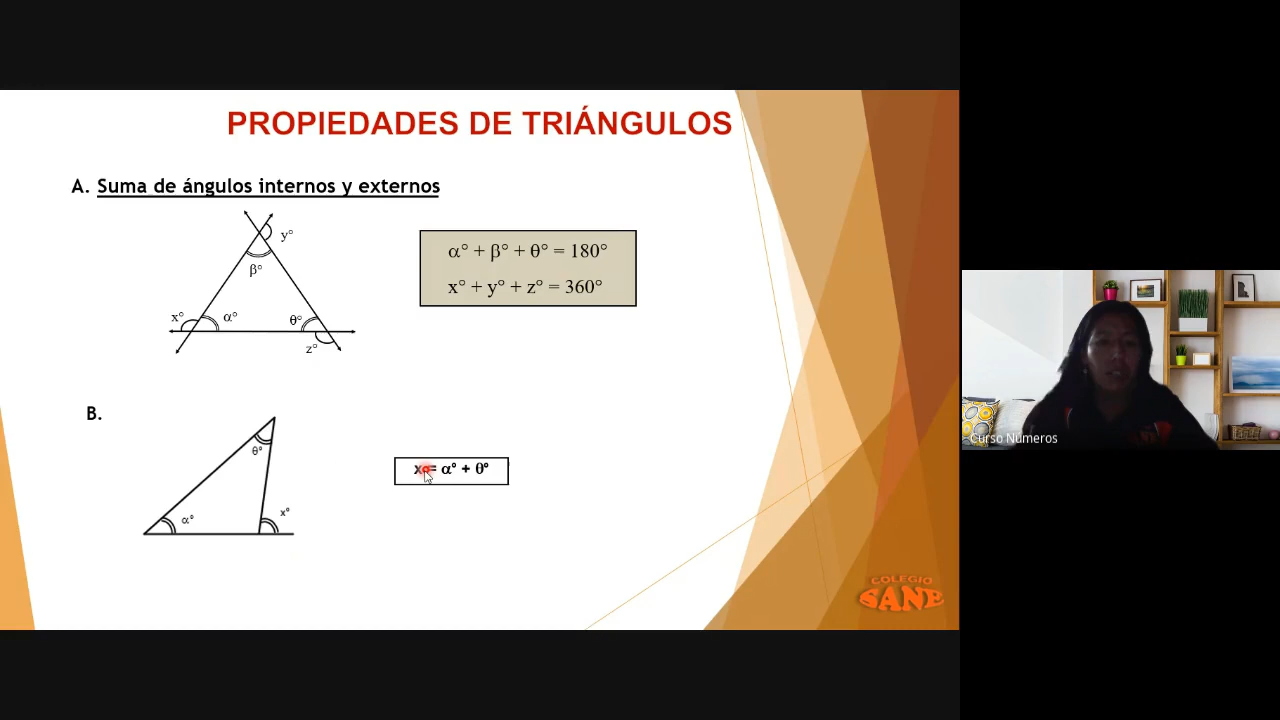 PROPIEDADES DE TRIÁNGULOS
A. Suma de ángulos internos y externos
y°
β°
x°
α°
θ°
z°
α° + β° + θ° = 180°
x° + y° + z° = 360°
B.
θ°
α°
x°
= α° + θ°
COLEGIO
SANE
Curso Números